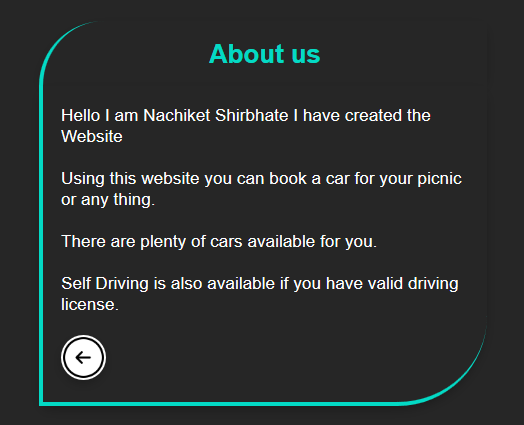 About us
Hello I am Nachiket Shirbhate I have created the
Website
Using this website you can book a car for your picnic
or any thing.
There are plenty of cars available for you.
Self Driving is also available if you have valid driving
license.